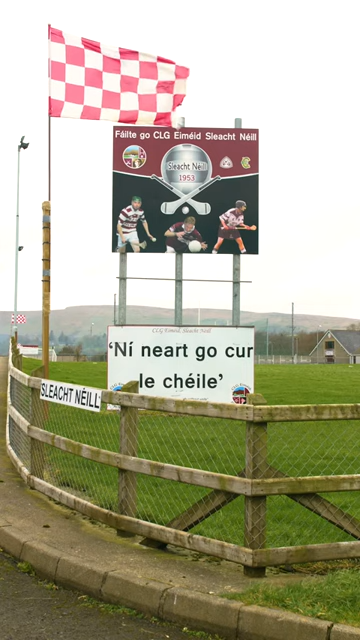 Fáilte go CLG Eiméid Sleacht Néill
Sleacht Néill
1953
CLG Eiméid, Sleacht Néill
'Ní neart go cur
le chéile'
SLEACHT NÉILL